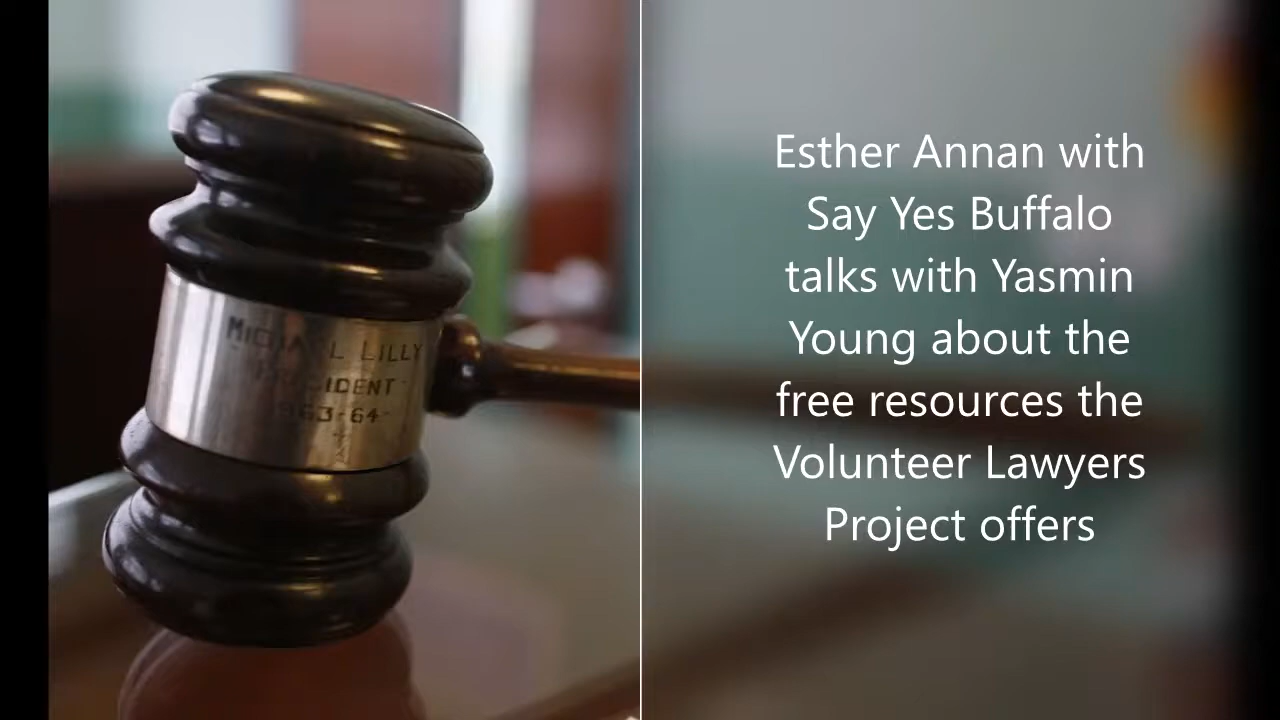 LILLY
Esther Annan with
Say Yes Buffalo
talks with Yasmin
Young about the
free resources the
Volunteer Lawyers
Project offers